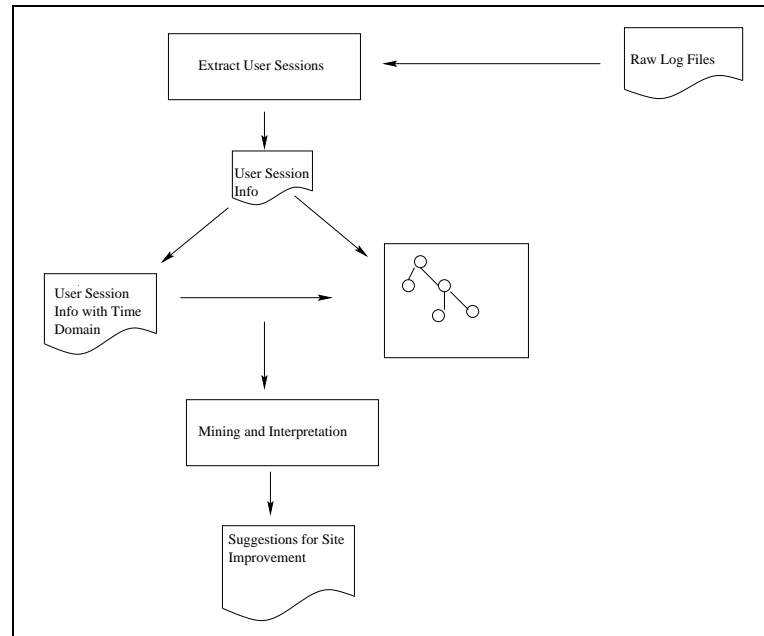 Extract User Sessions
Raw Log Files
User Session
Info
User Session
Info with Time
Domain
Mining and Interpretation
Suggestions for Site
Improvement